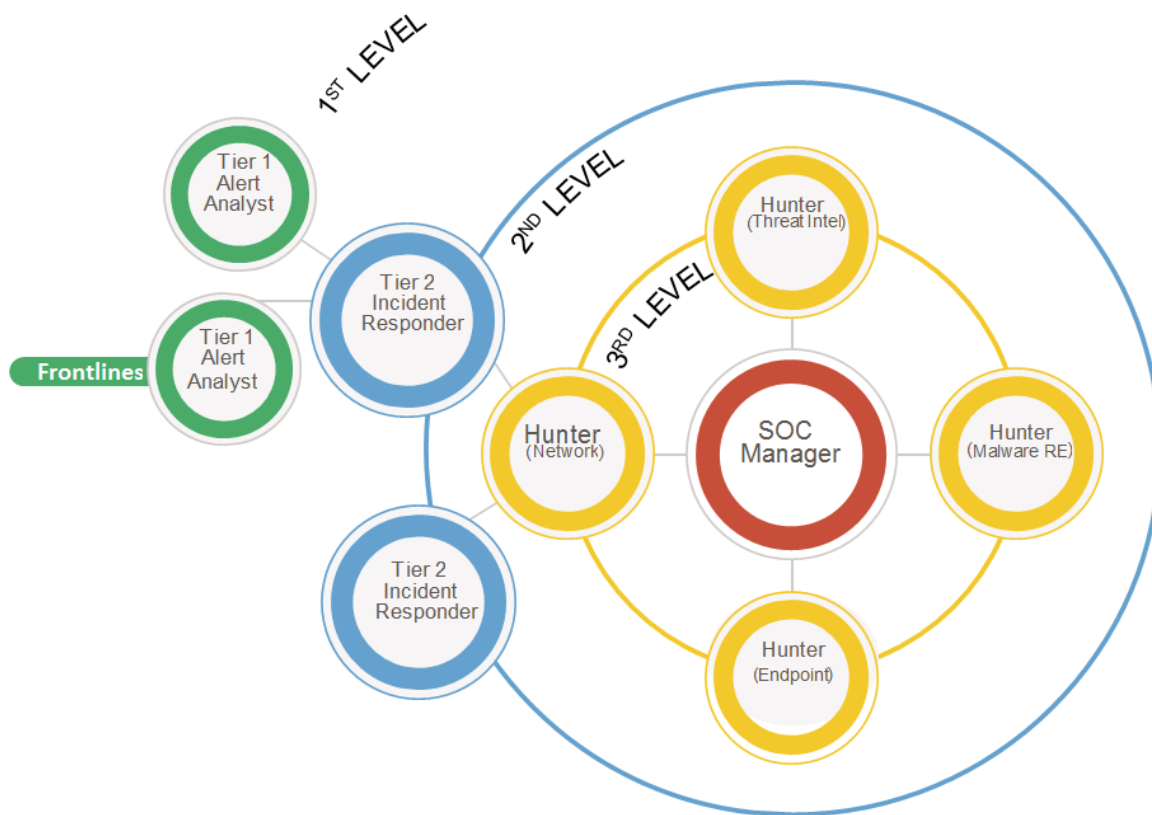 1ST LEVEL
Tier 1
Alert
Analyst
2ND LEVEL
Hunter
(Threat Intel)
Tier 2
Incident
Responder
3RD LEVEL
Frontlines
Tier 1
Alert
Analyst
Hunter
(Network)
SOC
Manager
Hunter
(Malware RE)
Tier 2
Incident
Responder
Hunter
(Endpoint)